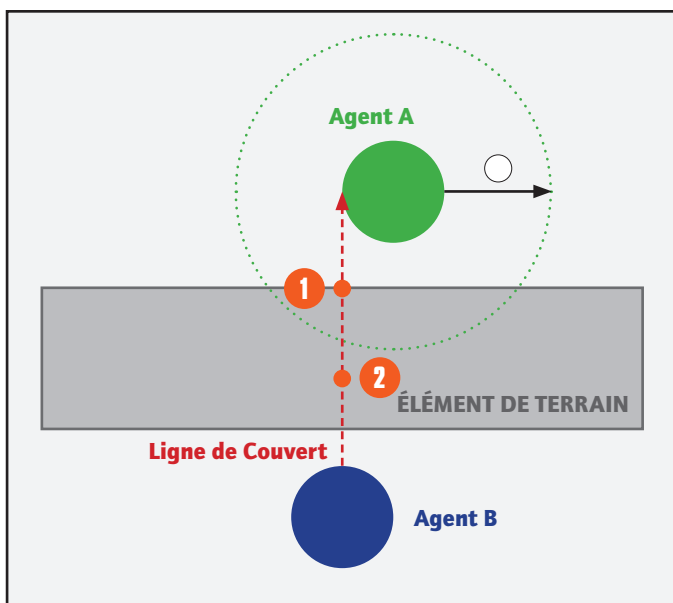 Agent A
1
2
ÉLÉMENT DE TERRAIN
Ligne de Couvert
Agent B